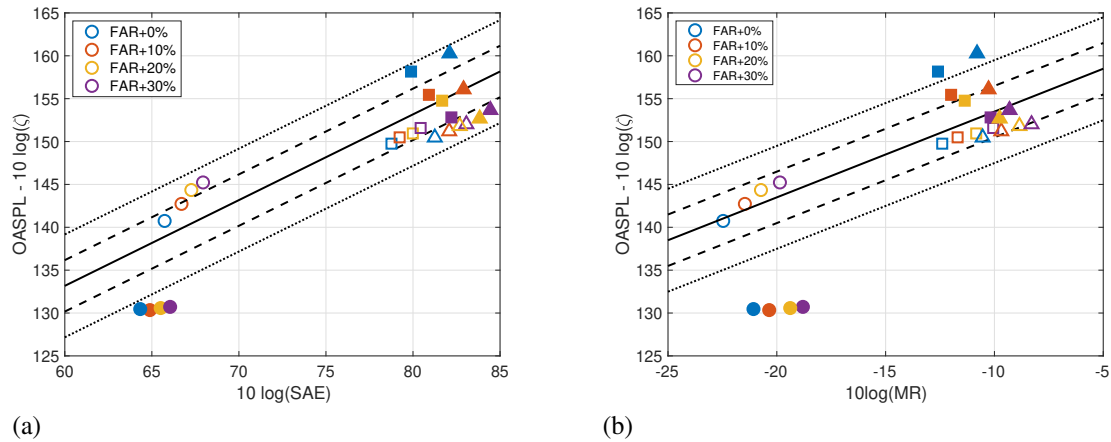 165
160
155
150
145
140
135
130
125
OASPL - 10 log(ζ)
FAR+0%
FAR+10%
FAR+20%
FAR+30%
60 65 70 75 80 85
10 log(SAE)
(a)
165
160
155
150
145
140
135
130
125
OASPL - 10 log(ζ)
FAR+0%
FAR+10%
FAR+20%
FAR+30%
-25 -20 -15 -10 -5
10log(MR)
(b)